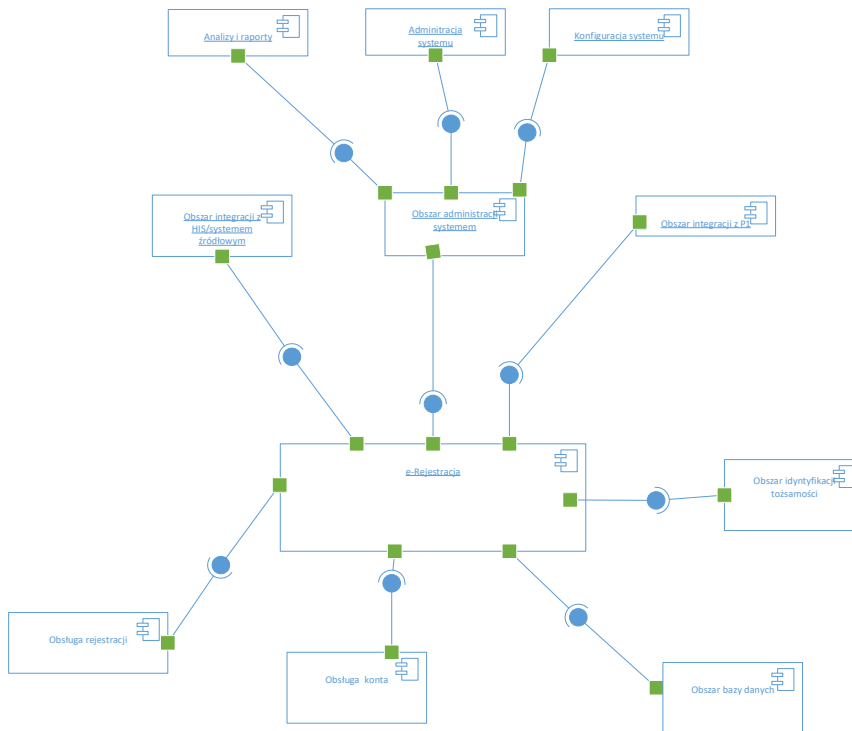 Analizy i raporty
Adminitracja
systemu
Konfiguracja systemu
Obszar integracji z
HIS/systemem
źródłowym
Obszar administracji
systemem
Obszar integracji z P1
e-Rejestracja
Obszar idyntyfikacji
tożsamości
Obsługa rejestracji
Obsługa konta
Obszar bazy danych